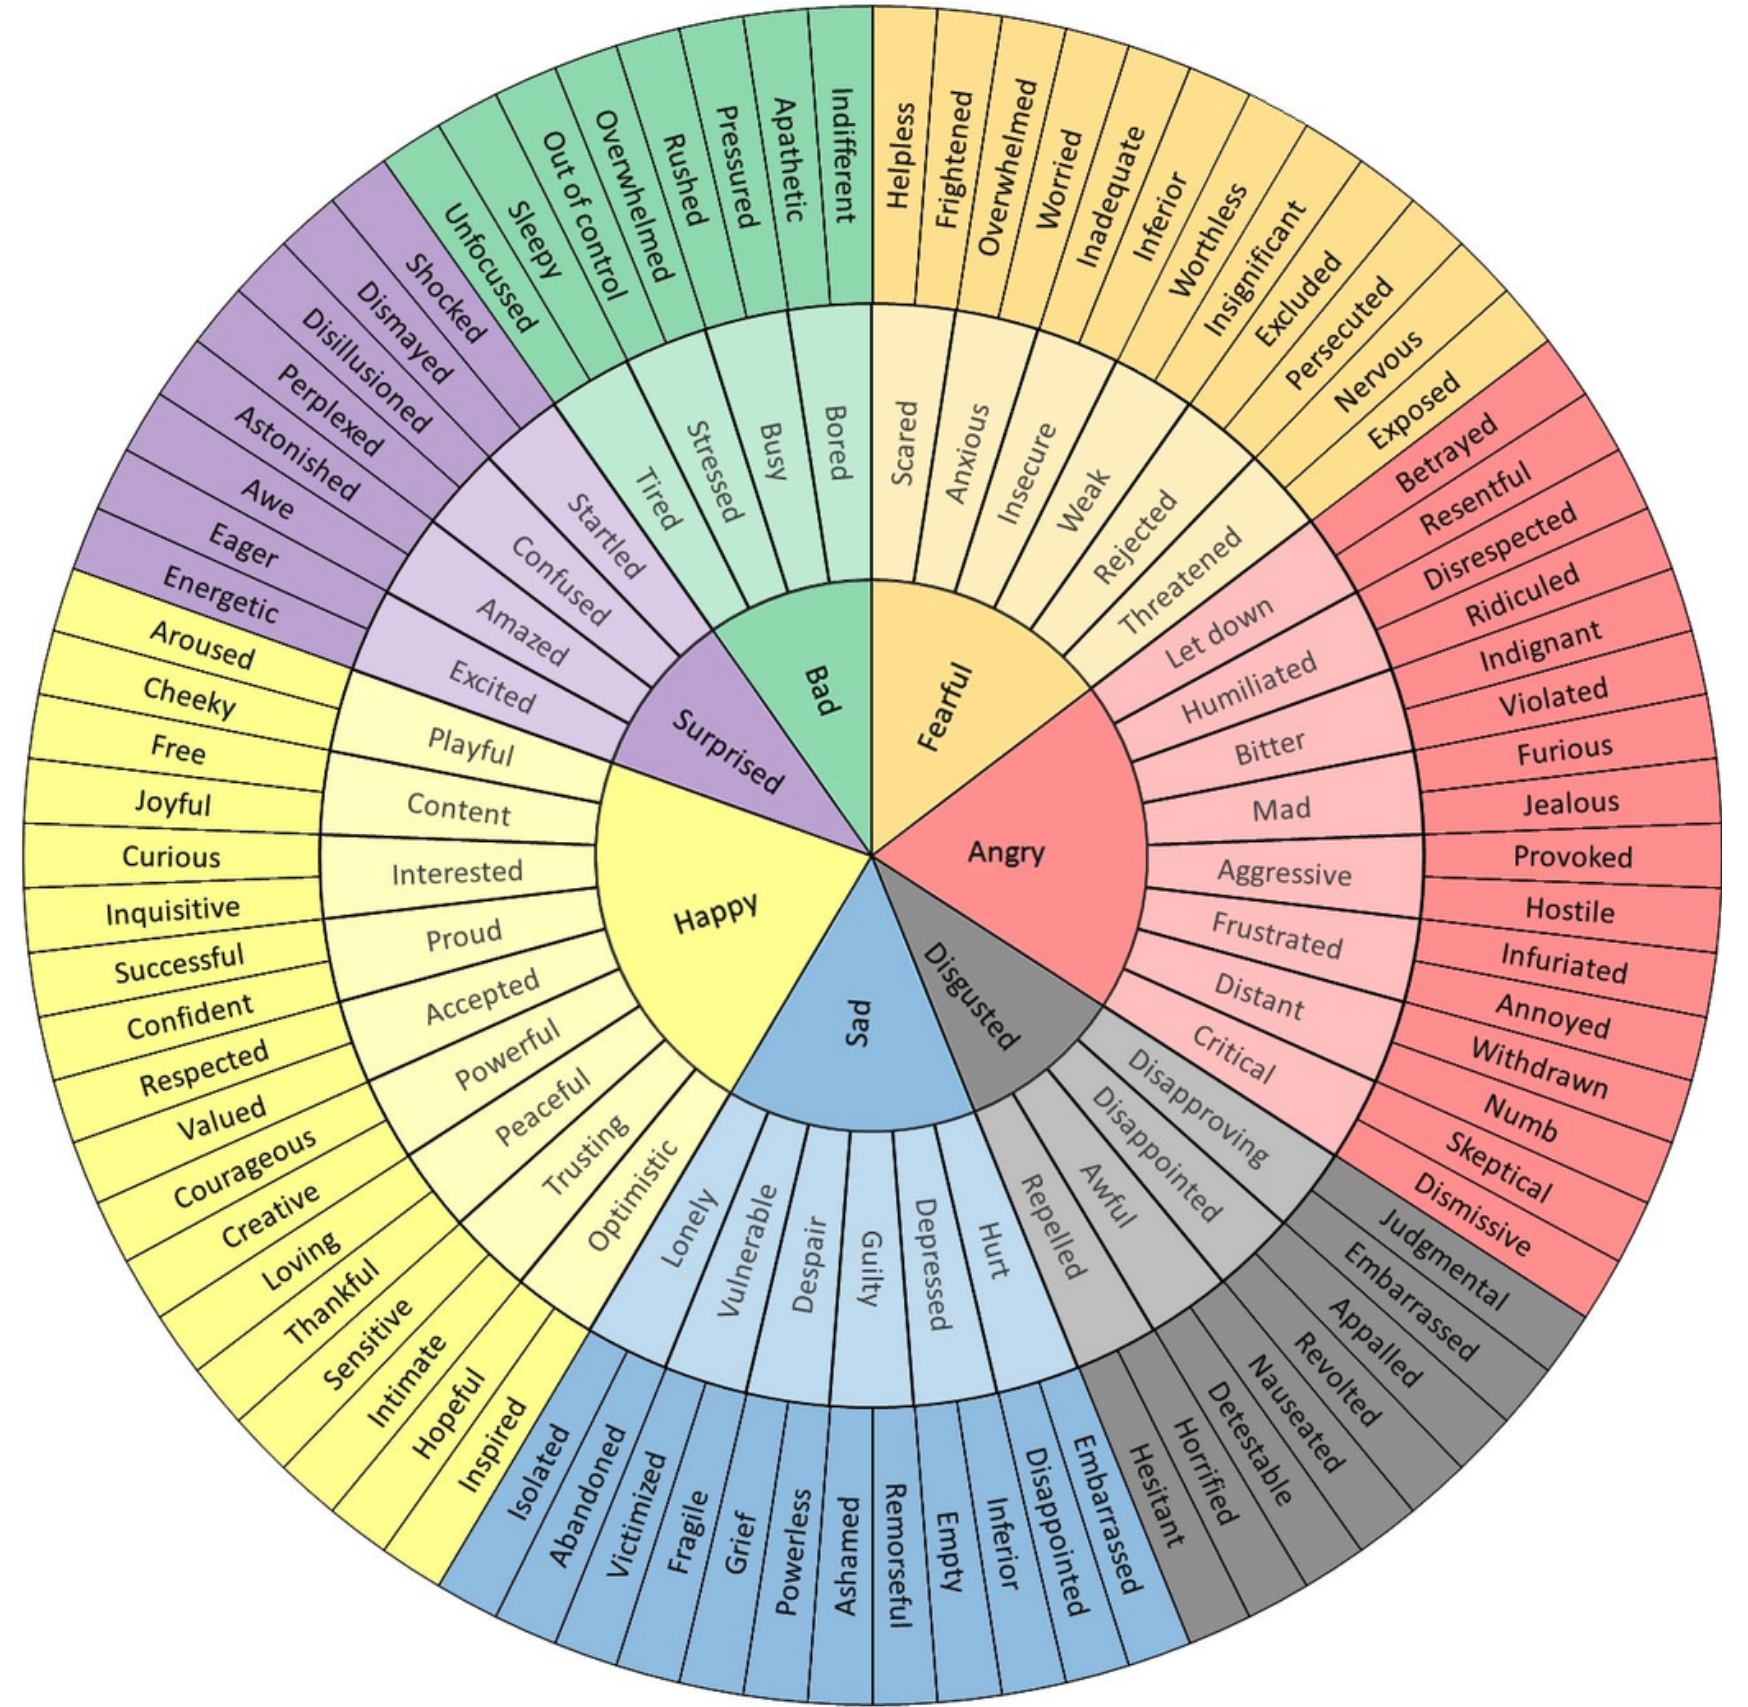 Fearful
Angry
Disgusted
Sad
Happy
Surprised
Bad
Scared
Anxious
Insecure
Weak
Rejected
Threatened
Let down
Humiliated
Bitter
Mad
Aggressive
Frustrated
Distant
Critical
Disapproving
Disappointed
Awful
Repelled
Hurt
Depressed
Guilty
Despair
Vulnerable
Lonely
Optimistic
Trusting
Peaceful
Powerful
Accepted
Proud
Interested
Content
Playful
Excited
Amazed
Confused
Startled
Tired
Stressed
Busy
Bored
Helpless
Frightened
Overwhelmed
Worried
Inadequate
Inferior
Worthless
Insignificant
Excluded
Persecuted
Nervous
Exposed
Betrayed
Resentful
Disrespected
Ridiculed
Indignant
Violated
Furious
Jealous
Provoked
Hostile
Infuriated
Annoyed
Withdrawn
Numb
Skeptical
Dismissive
Judgmental
Embarrassed
Appalled
Revolted
Nauseated
Detestable
Horrified
Hesitant
Embarrassed
Disappointed
Inferior
Empty
Remorseful
Ashamed
Powerless
Grief
Fragile
Victimized
Abandoned
Isolated
Inspired
Hopeful
Intimate
Sensitive
Thankful
Loving
Creative
Courageous
Valued
Respected
Confident
Successful
Inquisitive
Curious
Joyful
Free
Cheeky
Aroused
Energetic
Eager
Awe
Astonished
Perplexed
Disillusioned
Dismayed
Shocked
Unfocussed
Sleepy
Out of control
Overwhelmed
Rushed
Pressured
Apathetic
Indifferent